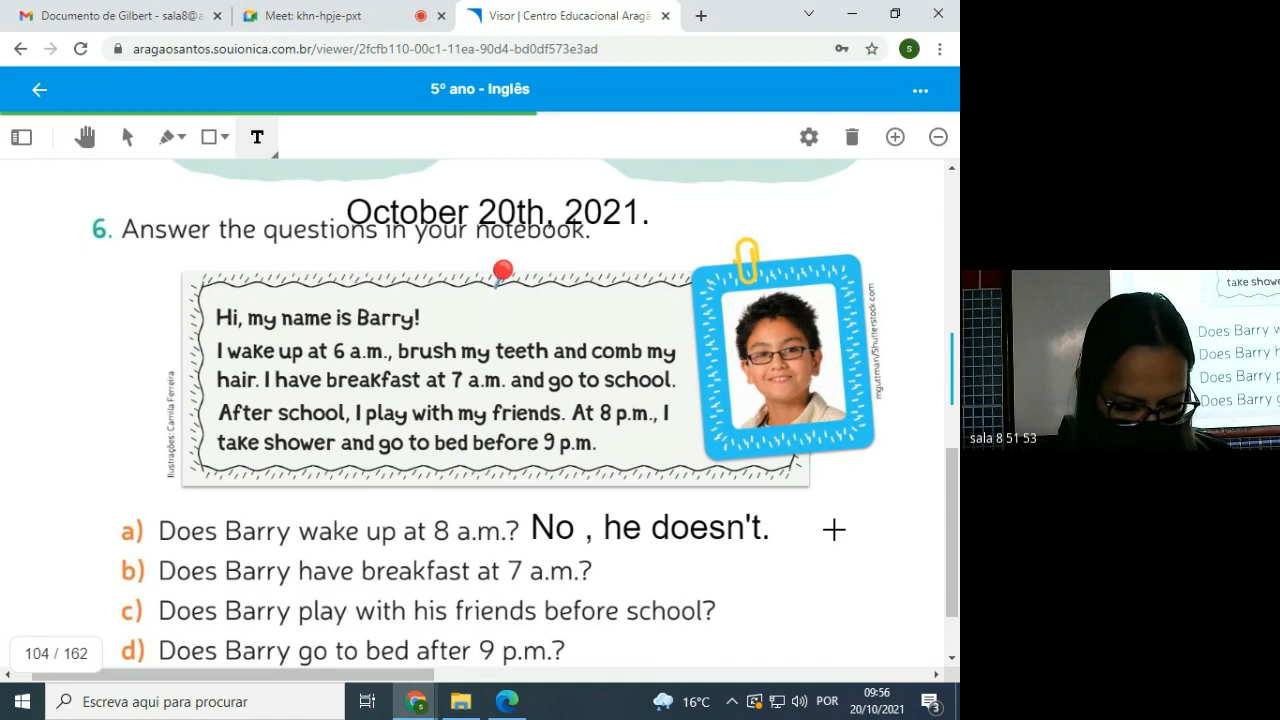 Documento de Gilbert - sala8@a
Meet: khn-hpje-pxt
Visor | Centro Educacional Aragã
aragaosantos.souionica.com.br/viewer/2fcfb110-00c1-11ea-90d4-bd0df573e3ad
S
5º ano - Inglês
T
October 20th, 2021.
6. Answer the questions in your notebook.
Hi, my name is Barry!
I wake up at 6 a.m., brush my teeth and comb my
hair. I have breakfast at 7 a.m. and go to school.
After school, I play with my friends. At 8 p.m., I
take shower and go to bed before 9 p.m.
Ilustrações: Camila Ferreira
mguttman/Shutterstock.com
a) Does Barry wake up at 8 a.m.? No , he doesn't.
b) Does Barry have breakfast at 7 a.m.?
c) Does Barry play with his friends before school?
d) Does Barry go to bed after 9 p.m.?
104 / 162
take showe
Does Barry w
Does Barry h
Does Barry p
Does Barry g
sala 8 51 53
Escreva aqui para procurar
16°C
POR
09:56
20/10/2021
3